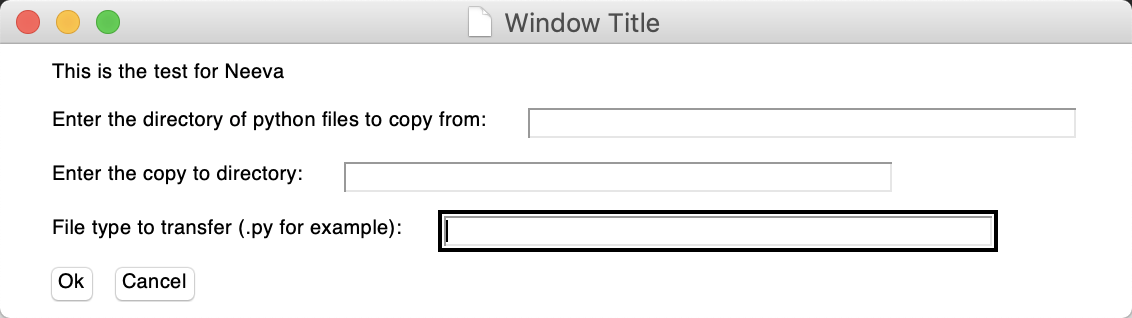 Window Title
This is the test for Neeva
Enter the directory of python files to copy from:
Enter the copy to directory:
File type to transfer (.py for example):
Ok Cancel